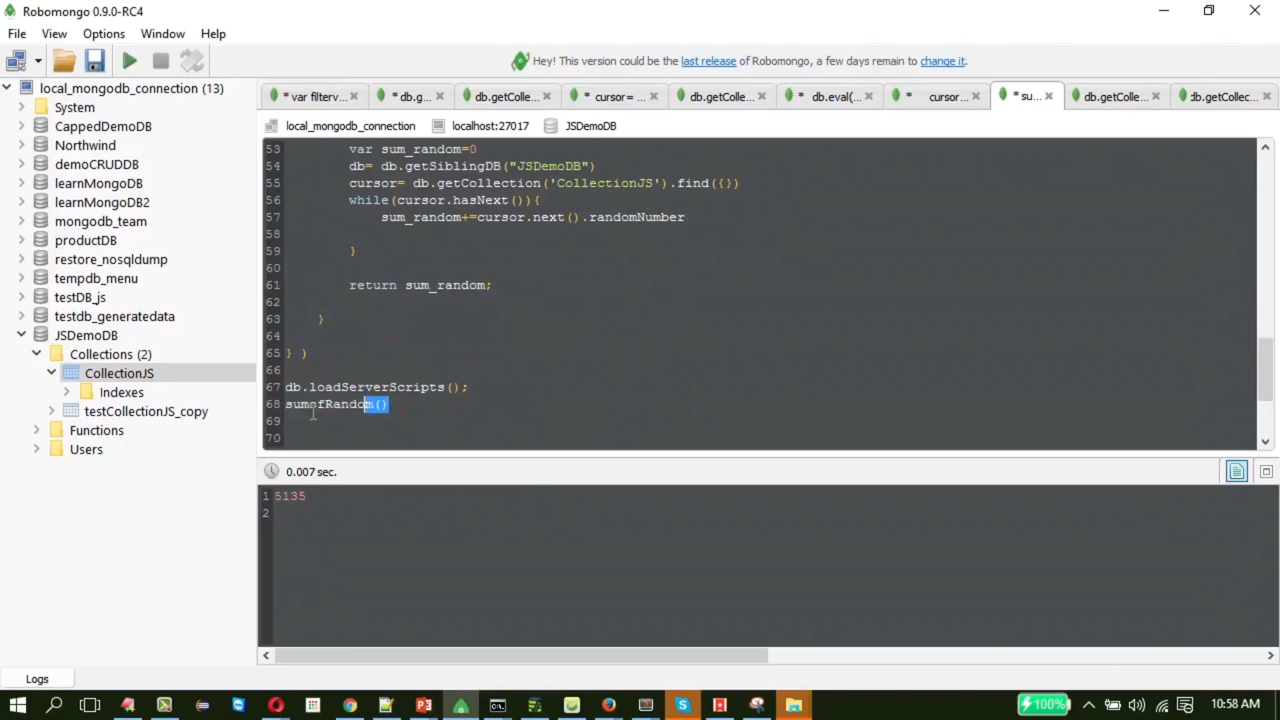 Robomongo 0.9.0-RC4
File View Options Window Help
Hey! This version could be the last release of Robomongo, a few days remain to change it.
local_mongodb_connection (13)
System
CappedDemoDB
Northwind
demoCRUDDB
learnMongoDB
learnMongoDB2
mongodb_team
productDB
restore_nosqldump
tempdb_menu
testDB_js
testdb_generatedata
JSDemoDB
Collections (2)
CollectionJS
Indexes
testCollectionJS_copy
Functions
Users
* var filterv... * db.g... db.getColle... * cursor= ... db.getColle... * db.eval(... * cursor... * su... db.getColle... db.getCollec...
local_mongodb_connection localhost:27017 JSDemoDB
53 var sum_random=0
54 db= db.getSiblingDB("JSDemoDB")
55 cursor= db.getCollection('CollectionJS').find({})
56 while(cursor.hasNext()){
57 sum_random+=cursor.next().randomNumber
58
59 }
60
61 return sum_random;
62
63 }
64
65 } )
66
67 db.loadServerScripts();
68 sumofRandom()
69
70
0.007 sec.
1 5135
2
Logs
100%
10:58 AM